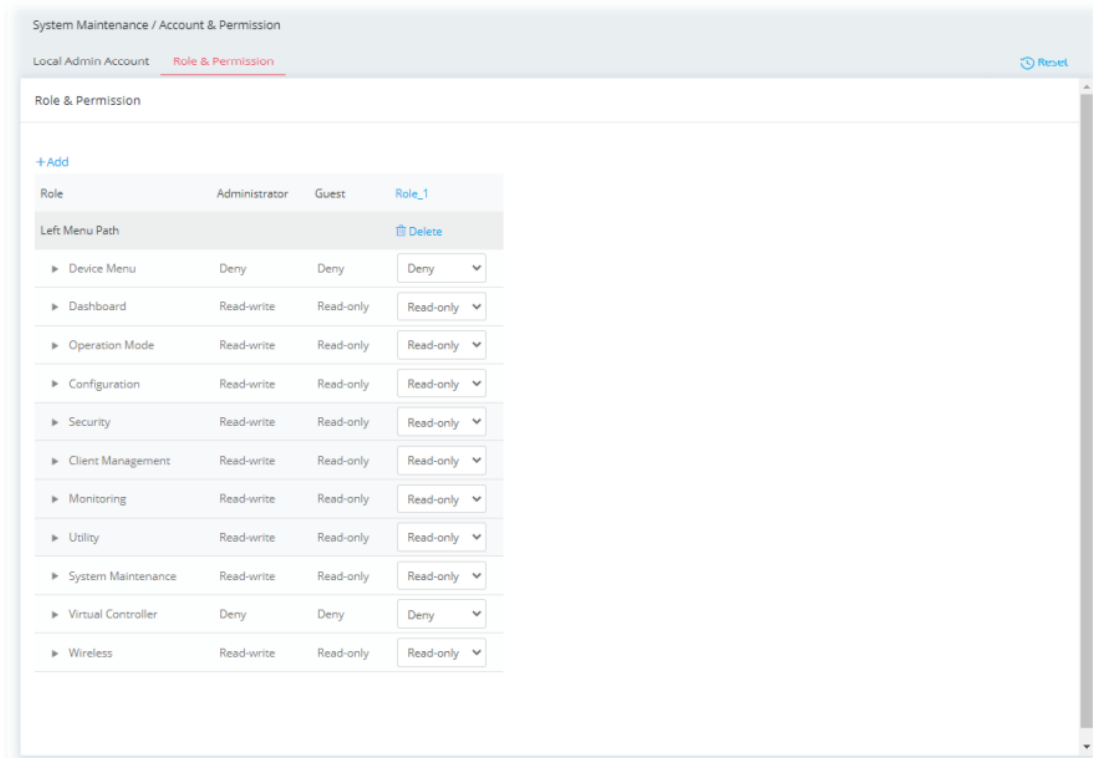 System Maintenance / Account & Permission
Local Admin Account Role & Permission Reset
Role & Permission
+Add
Role Administrator Guest Role_1
Left Menu Path Delete
Device Menu Deny Deny Deny
Dashboard Read-write Read-only Read-only
Operation Mode Read-write Read-only Read-only
Configuration Read-write Read-only Read-only
Security Read-write Read-only Read-only
Client Management Read-write Read-only Read-only
Monitoring Read-write Read-only Read-only
Utility Read-write Read-only Read-only
System Maintenance Read-write Read-only Read-only
Virtual Controller Deny Deny Deny
Wireless Read-write Read-only Read-only